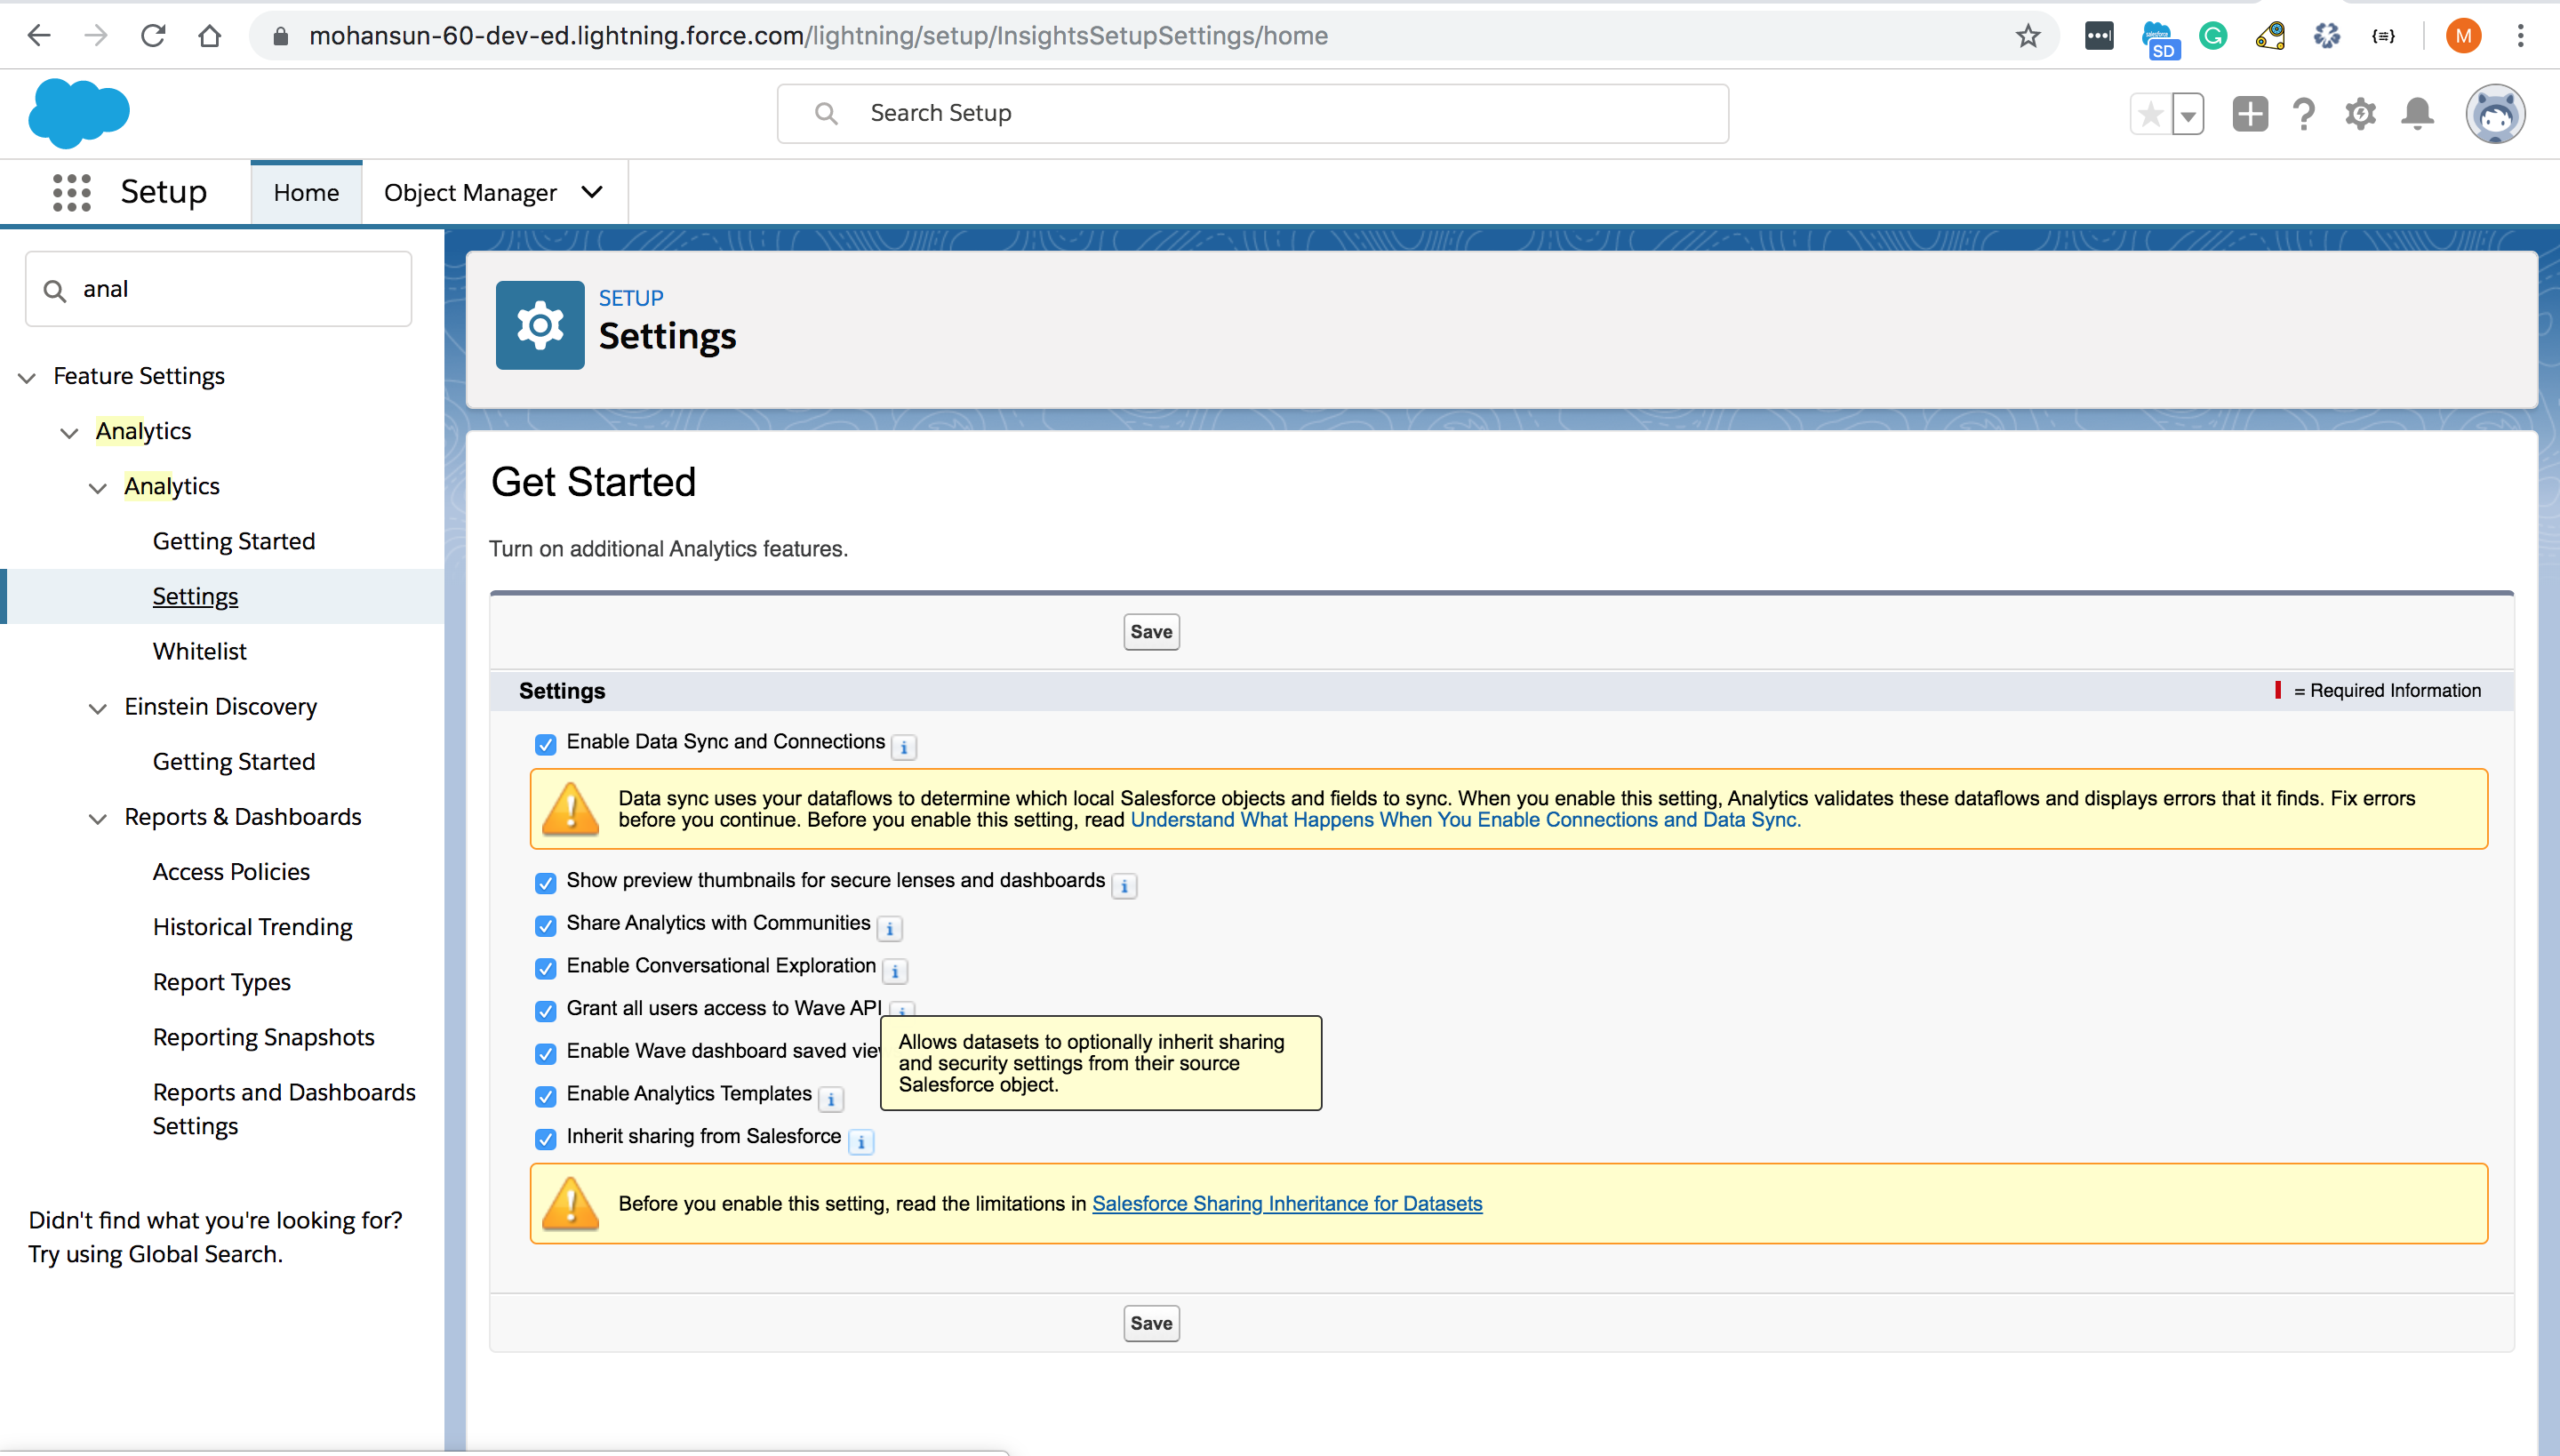 mohansun-60-dev-ed.lightning.force.com/lightning/setup/InsightsSetupSettings/home
SD
M
Search Setup
Setup
Home
Object Manager
anal
Feature Settings
Analytics
Analytics
Getting Started
Settings
Whitelist
Einstein Discovery
Getting Started
Reports & Dashboards
Access Policies
Historical Trending
Report Types
Reporting Snapshots
Reports and Dashboards
Settings
Didn't find what you're looking for?
Try using Global Search.
SETUP
Settings
Get Started
Turn on additional Analytics features.
Save
Settings
= Required Information
Enable Data Sync and Connections
Data sync uses your dataflows to determine which local Salesforce objects and fields to sync. When you enable this setting, Analytics validates these dataflows and displays errors that it finds. Fix errors
before you continue. Before you enable this setting, read Understand What Happens When You Enable Connections and Data Sync.
Show preview thumbnails for secure lenses and dashboards
Share Analytics with Communities
Enable Conversational Exploration
Grant all users access to Wave API
Enable Wave dashboard saved
Allows datasets to optionally inherit sharing
and security settings from their source
Salesforce object.
Enable Analytics Templates
Inherit sharing from Salesforce
Before you enable this setting, read the limitations in Salesforce Sharing Inheritance for Datasets
Save